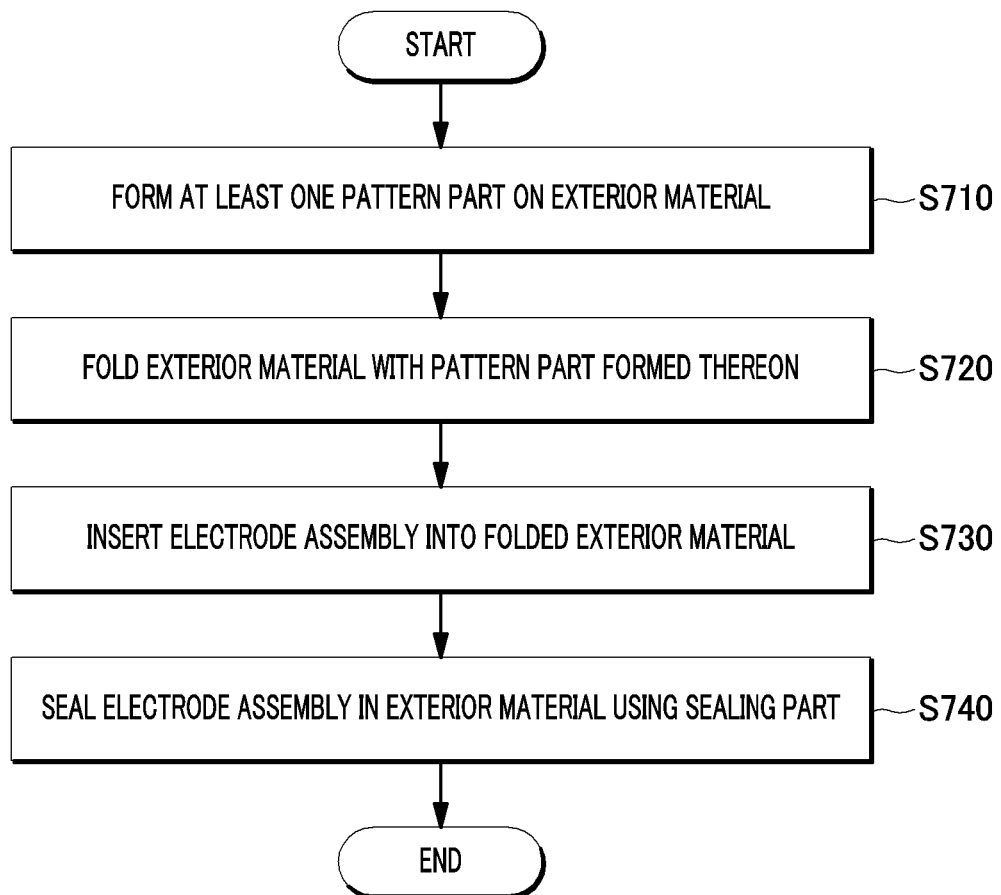 START
FORM AT LEAST ONE PATTERN PART ON EXTERIOR MATERIAL
S710
FOLD EXTERIOR MATERIAL WITH PATTERN PART FORMED THEREON
S720
INSERT ELECTRODE ASSEMBLY INTO FOLDED EXTERIOR MATERIAL
S730
SEAL ELECTRODE ASSEMBLY IN EXTERIOR MATERIAL USING SEALING PART
S740
END